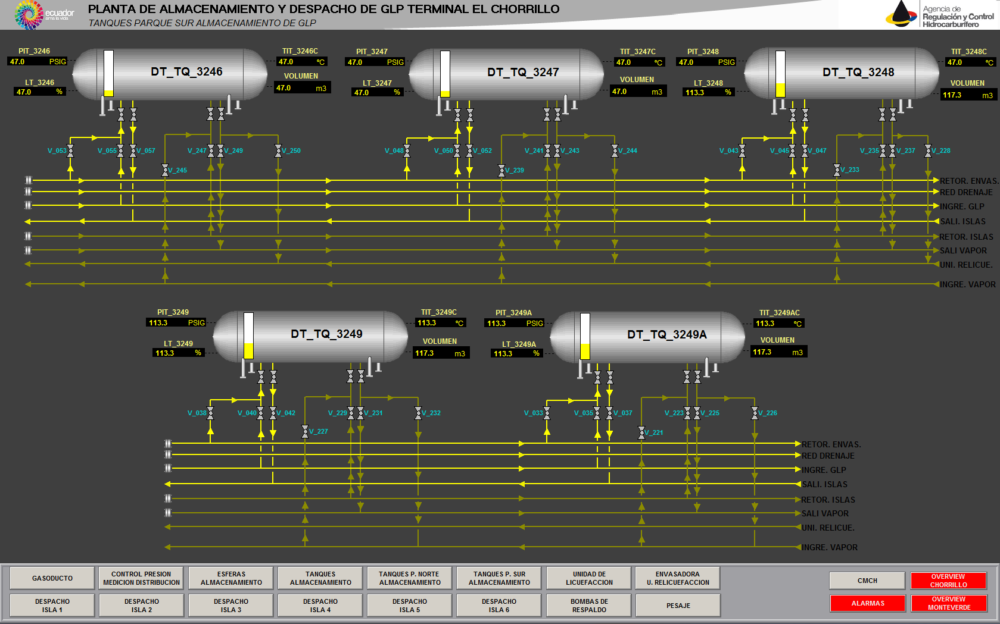 ecuador
ama la vida
PLANTA DE ALMACENAMIENTO Y DESPACHO DE GLP TERMINAL EL CHORRILLO
TANQUES PARQUE SUR ALMACENAMIENTO DE GLP
Agencia de
Regulación y Control
Hidrocarburífero
PIT_3246
47.0 PSIG
LT_3246
47.0 %
DT_TQ_3246
TIT_3246C
47.0 °C
VOLUMEN
47.0 m3
PIT_3247
47.0 PSIG
LT_3247
47.0 %
DT_TQ_3247
TIT_3247C
47.0 °C
VOLUMEN
47.0 m3
PIT_3248
47.0 PSIG
LT_3248
113.3 %
DT_TQ_3248
TIT_3248C
47.0 °C
VOLUMEN
117.3 m3
V_053 V_055 V_057 V_247 V_249 V_250 V_048 V_050 V_052 V_241 V_243 V_244 V_043 V_045 V_047 V_235 V_237 V_228
V_245 V_239 V_233
RETOR. ENVAS.
RED DRENAJE
INGRE. GLP
SALI. ISLAS
RETOR. ISLAS
SALI VAPOR
UNI. RELICUE.
INGRE. VAPOR
PIT_3249
113.3 PSIG
LT_3249
113.3 %
DT_TQ_3249
TIT_3249C
113.3 °C
VOLUMEN
117.3 m3
PIT_3249A
113.3 PSIG
LT_3249A
113.3 %
DT_TQ_3249A
TIT_3249AC
113.3 °C
VOLUMEN
117.3 m3
V_038 V_040 V_042 V_229 V_231 V_232 V_033 V_035 V_037 V_223 V_225 V_226
V_227 V_221
RETOR. ENVAS.
RED DRENAJE
INGRE. GLP
SALI. ISLAS
RETOR. ISLAS
SALI VAPOR
UNI. RELICUE.
INGRE. VAPOR
GASODUCTO
CONTROL PRESION
MEDICION DISTRIBUCION
ESFERAS
ALMACENAMIENTO
TANQUES
ALMACENAMIENTO
TANQUES P. NORTE
ALMACENAMIENTO
TANQUES P. SUR
ALMACENAMIENTO
UNIDAD DE
LICUEFACCION
ENVASADORA
U. RELICUEFACCION
CMCH
OVERVIEW
CHORRILLO
DESPACHO
ISLA 1
DESPACHO
ISLA 2
DESPACHO
ISLA 3
DESPACHO
ISLA 4
DESPACHO
ISLA 5
DESPACHO
ISLA 6
BOMBAS DE
RESPALDO
PESAJE
ALARMAS
OVERVIEW
MONTEVERDE